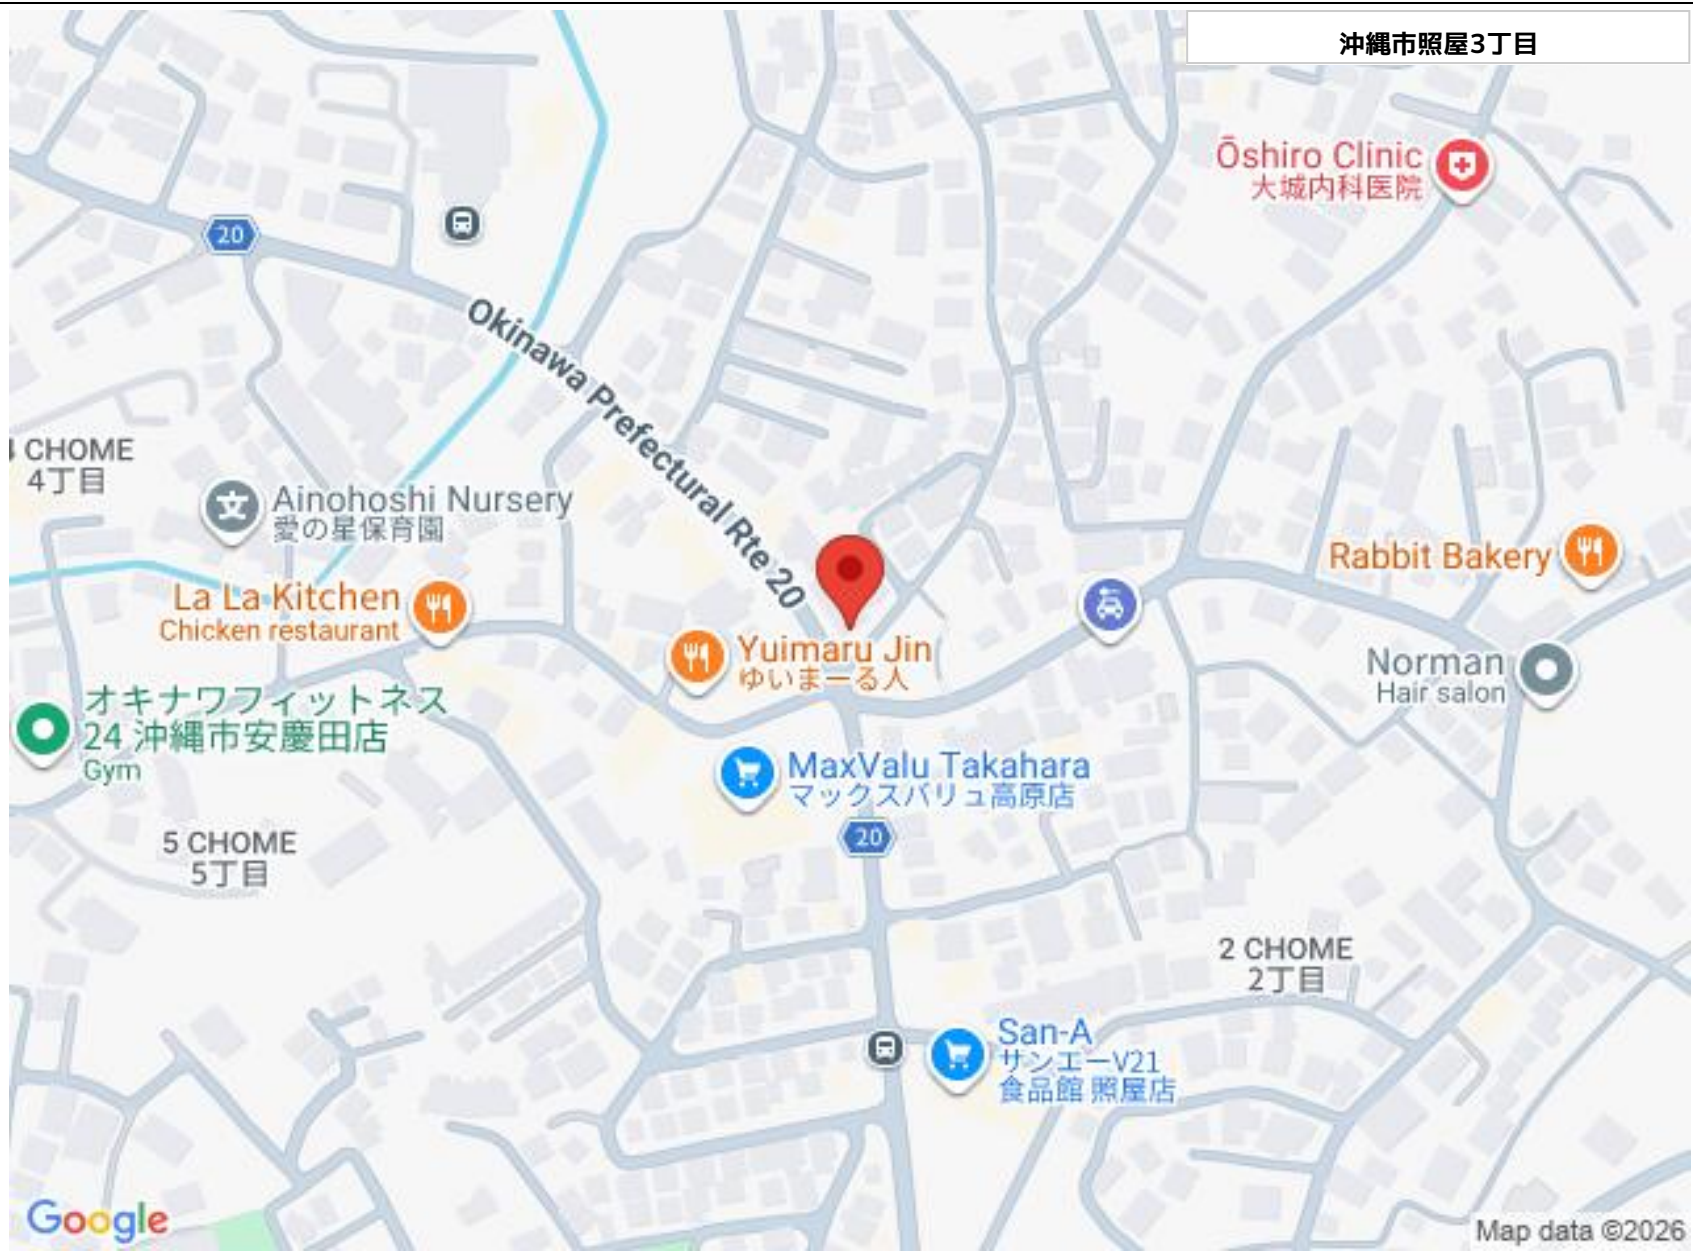 沖縄市照屋3丁目
Ōshiro Clinic
大城内科医院
20
Okinawa Prefectural Rte 20
CHOME
4丁目
Ainohoshi Nursery
愛の星保育園
Rabbit Bakery
La La Kitchen
Chicken restaurant
Yuimaru Jin
ゆいまーる人
Norman
Hair salon
オキナワフィットネス
24 沖縄市安慶田店
Gym
MaxValu Takahara
マックスバリュ高原店
20
5 CHOME
5丁目
2 CHOME
2丁目
San-A
サンエーV21
食品館 照屋店
Google
Map data ©2026